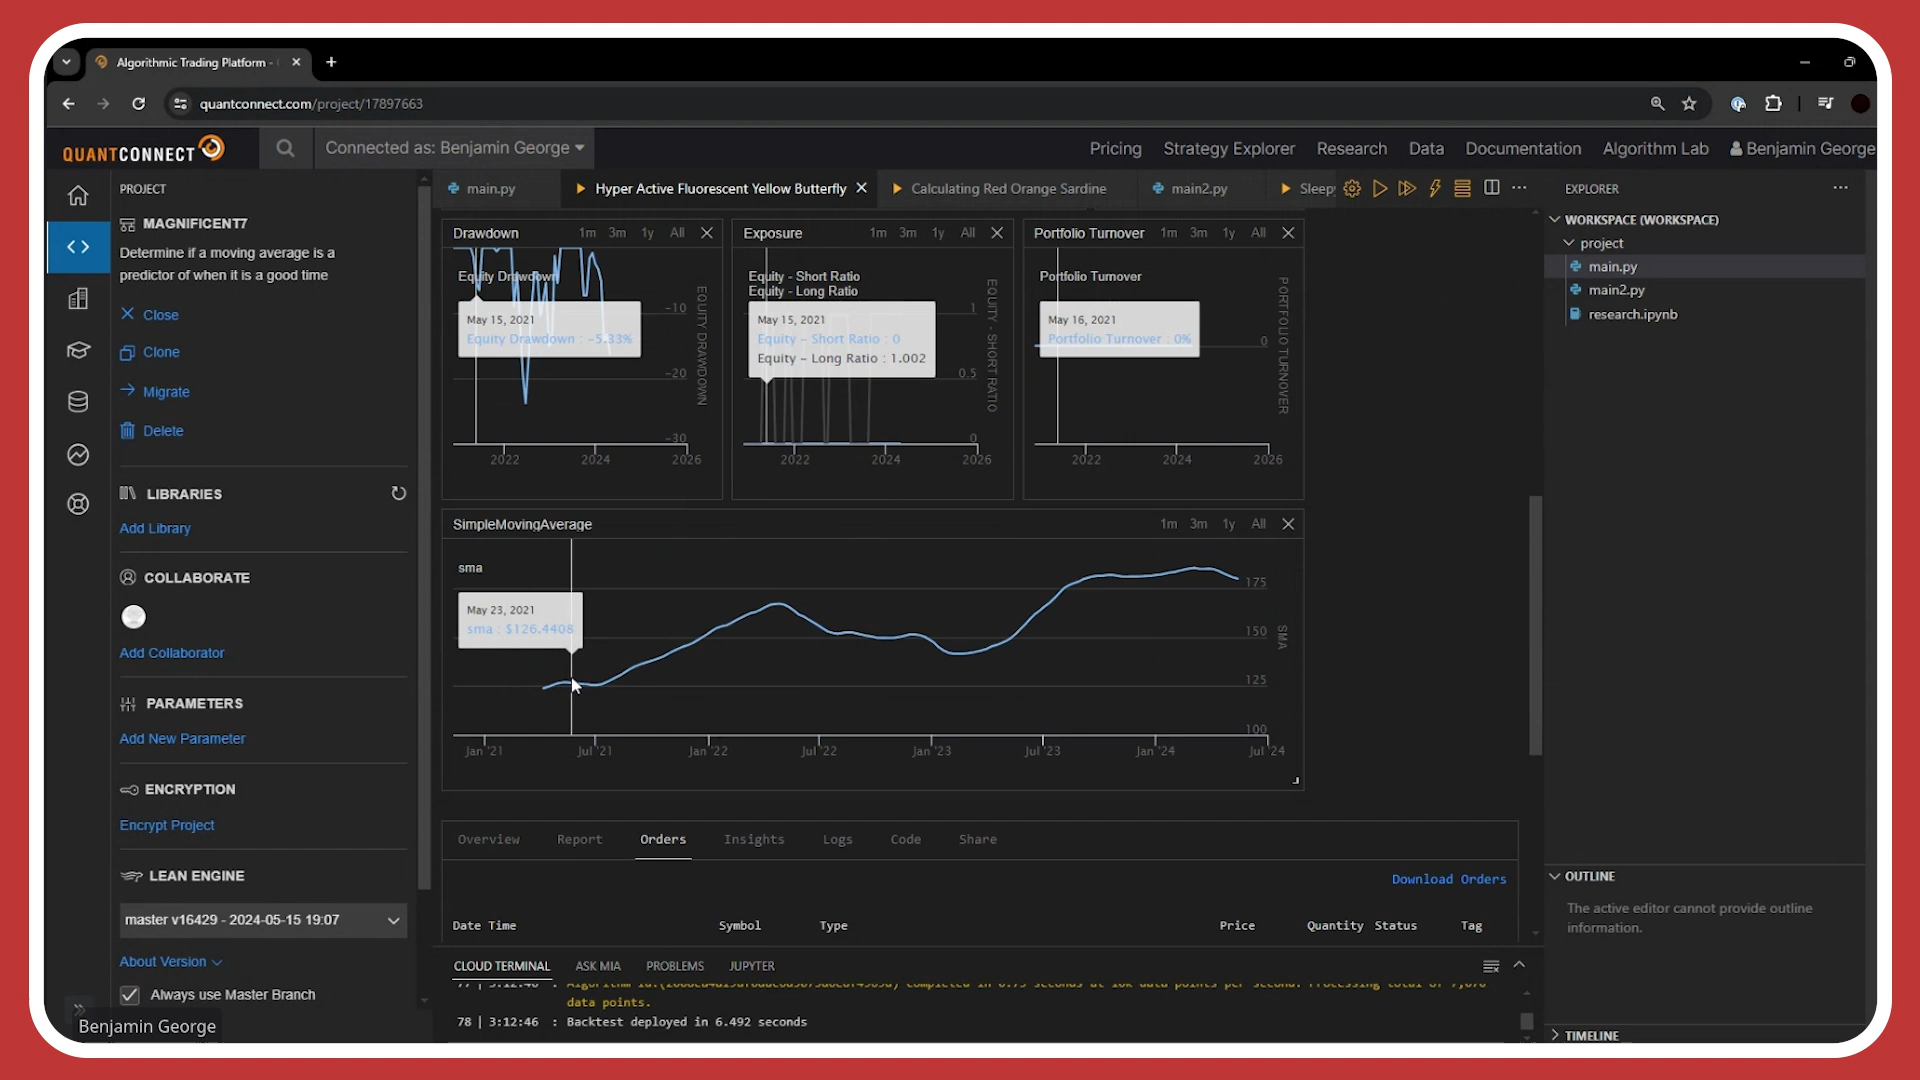 Algorithmic Trading Platform -
quantconnect.com/project/17897663
QUANTCONNECT
Connected as: Benjamin George
Pricing
Strategy Explorer
Research
Data
Documentation
Algorithm Lab
Benjamin George
PROJECT
MAGNIFICENT7
Determine if a moving average is a
predictor of when it is a good time
Close
Clone
Migrate
Delete
LIBRARIES
Add Library
COLLABORATE
Add Collaborator
PARAMETERS
Add New Parameter
ENCRYPTION
Encrypt Project
LEAN ENGINE
master v16429 - 2024-05-15 19:07
About Version
Always use Master Branch
Benjamin George
main.py
Hyper Active Fluorescent Yellow Butterfly
Calculating Red Orange Sardine
main2.py
Sleepy
Drawdown
1m 3m 1y All
Equity Drawdown
May 15, 2021
Equity Drawdown : -5.33%
-10
-20
-30
EQUITY DRAWDOWN
2022 2024 2026
Exposure
1m 3m 1y All
Equity - Short Ratio
Equity - Long Ratio
May 15, 2021
Equity - Short Ratio : 0
Equity - Long Ratio : 1.002
1
0.5
0
EQUITY - SHORT RATIO
2022 2024 2026
Portfolio Turnover
1m 3m 1y All
Portfolio Turnover
May 16, 2021
Portfolio Turnover : 0%
0
PORTFOLIO TURNOVER
2022 2024 2026
SimpleMovingAverage
1m 3m 1y All
sma
May 23, 2021
sma : $126.4408
175
150
125
100
SMA
Jan '21 Jul '21 Jan '22 Jul '22 Jan '23 Jul '23 Jan '24 Jul '24
Overview Report Orders Insights Logs Code Share
Download Orders
Date Time Symbol Type Price Quantity Status Tag
CLOUD TERMINAL ASK MIA PROBLEMS JUPYTER
data points.
78 | 3:12:46 : Backtest deployed in 6.492 seconds
EXPLORER
WORKSPACE (WORKSPACE)
project
main.py
main2.py
research.ipynb
OUTLINE
The active editor cannot provide outline
information.
TIMELINE